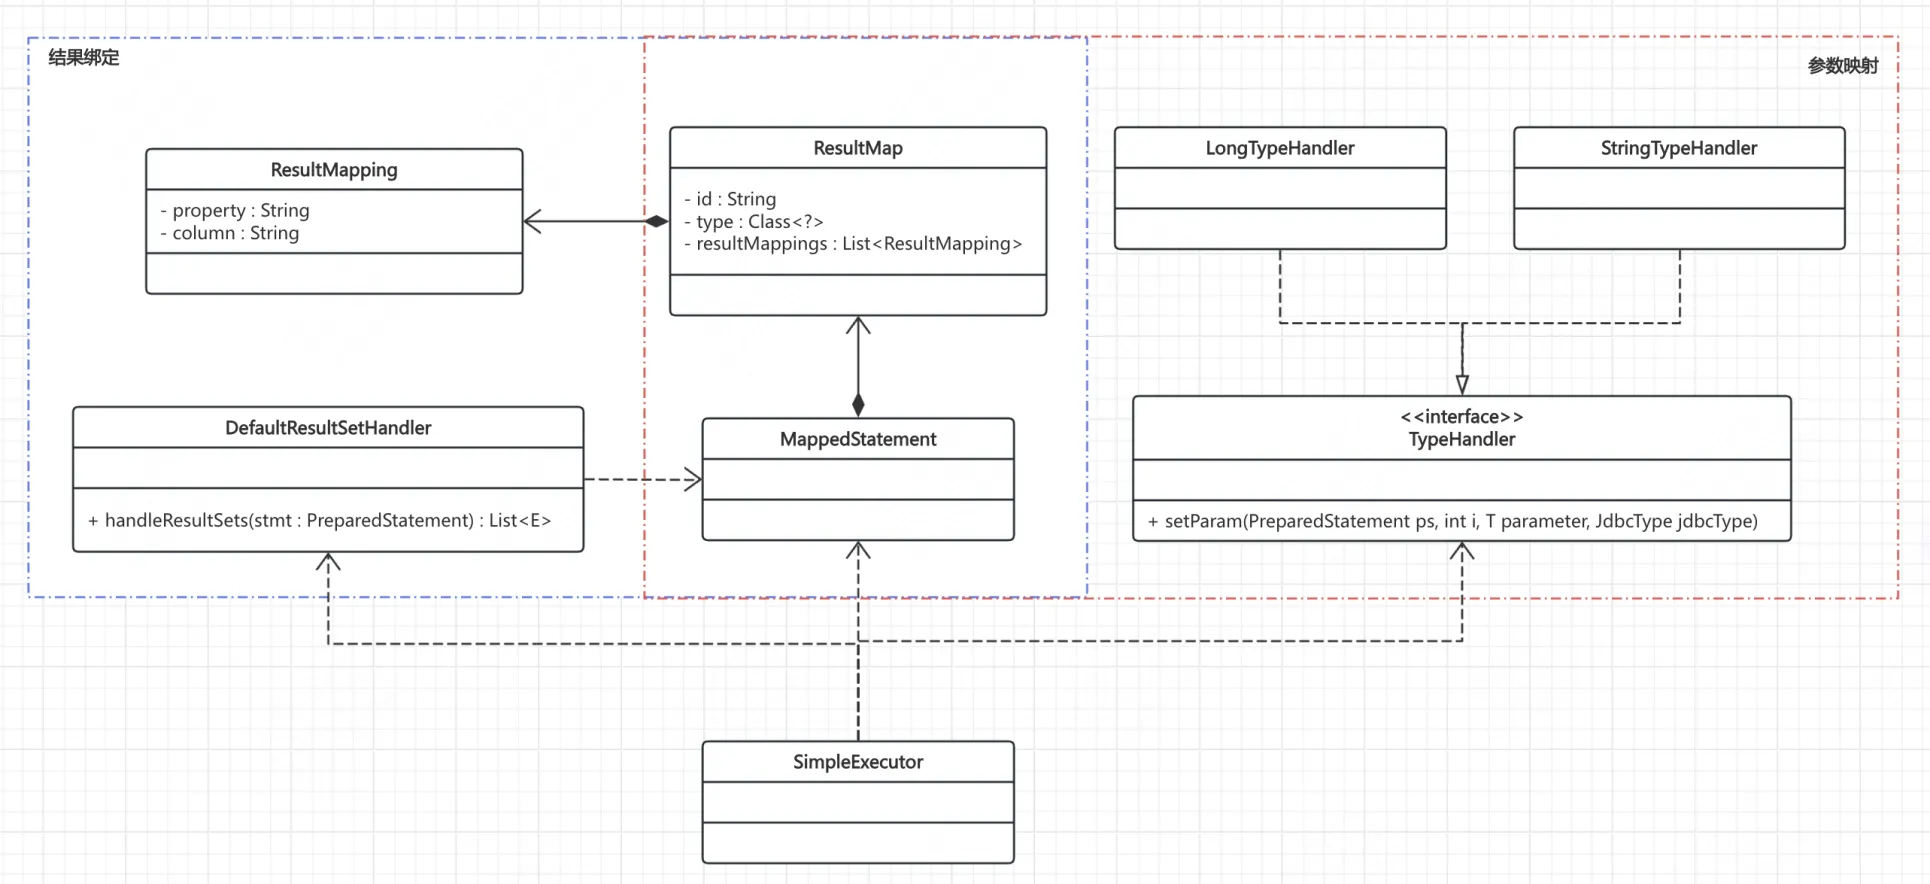 结果绑定
参数映射
ResultMapping
- property : String
- column : String
ResultMap
- id : String
- type : Class<?>
- resultMappings : List<ResultMapping>
LongTypeHandler
StringTypeHandler
DefaultResultSetHandler
+ handleResultSets(stmt : PreparedStatement) : List<E>
MappedStatement
<<interface>>
TypeHandler
+ setParam(PreparedStatement ps, int i, T parameter, JdbcType jdbcType)
SimpleExecutor